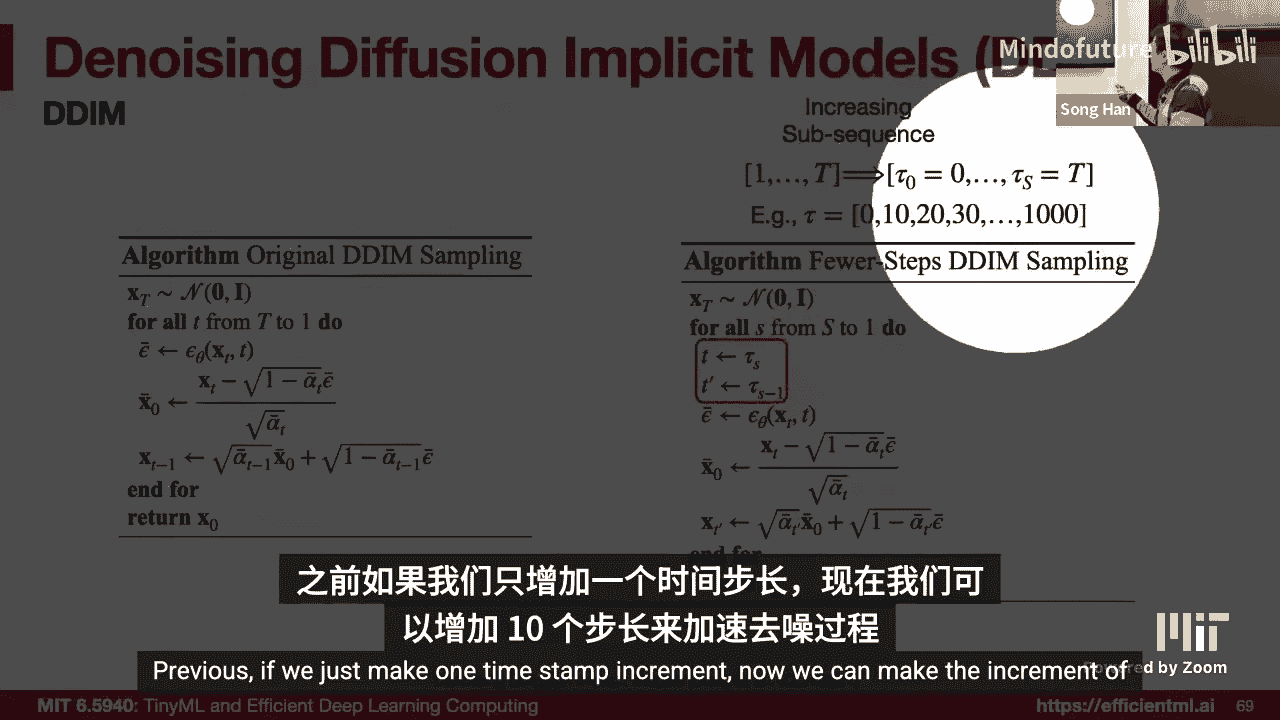 Denoising Diffusion Implicit Models
DDIM
Mindofuture bilibili
Song Han
Increasing
Sub-sequence
[1,…, T]⟹[τ₀ = 0,…, τ_S = T]
E.g., τ = [0,10,20,30,…,1000]
Algorithm Original DDIM Sampling
x_T ∼ 𝒩(0, I)
for all t from T to 1 do
ε̄ ← ε_θ(x_t, t)
x̄₀ ← (x_t − √(1 − ᾱ_t) ε̄) / √ᾱ_t
x_{t−1} ← √ᾱ_{t−1} x̄₀ + √(1 − ᾱ_{t−1}) ε̄
end for
return x₀
Algorithm Fewer-Steps DDIM Sampling
x_T ∼ 𝒩(0, I)
for all s from S to 1 do
t ← τ_s
t′ ← τ_{s−1}
ε̄ ← ε_θ(x_t, t)
x̄₀ ← (x_t − √(1 − ᾱ_t) ε̄) / √ᾱ_t
x_{t′} ← √ᾱ_{t′} x̄₀ + √(1 − ᾱ_{t′}) ε̄
end for
之前如果我们只增加一个时间步长，现在我们可
以增加 10 个步长来加速去噪过程
Previous, if we just make one time stamp increment, now we can make the increment of
MIT
by Zoom
MIT 6.5940: TinyML and Efficient Deep Learning Computing
https://efficientml.ai
69